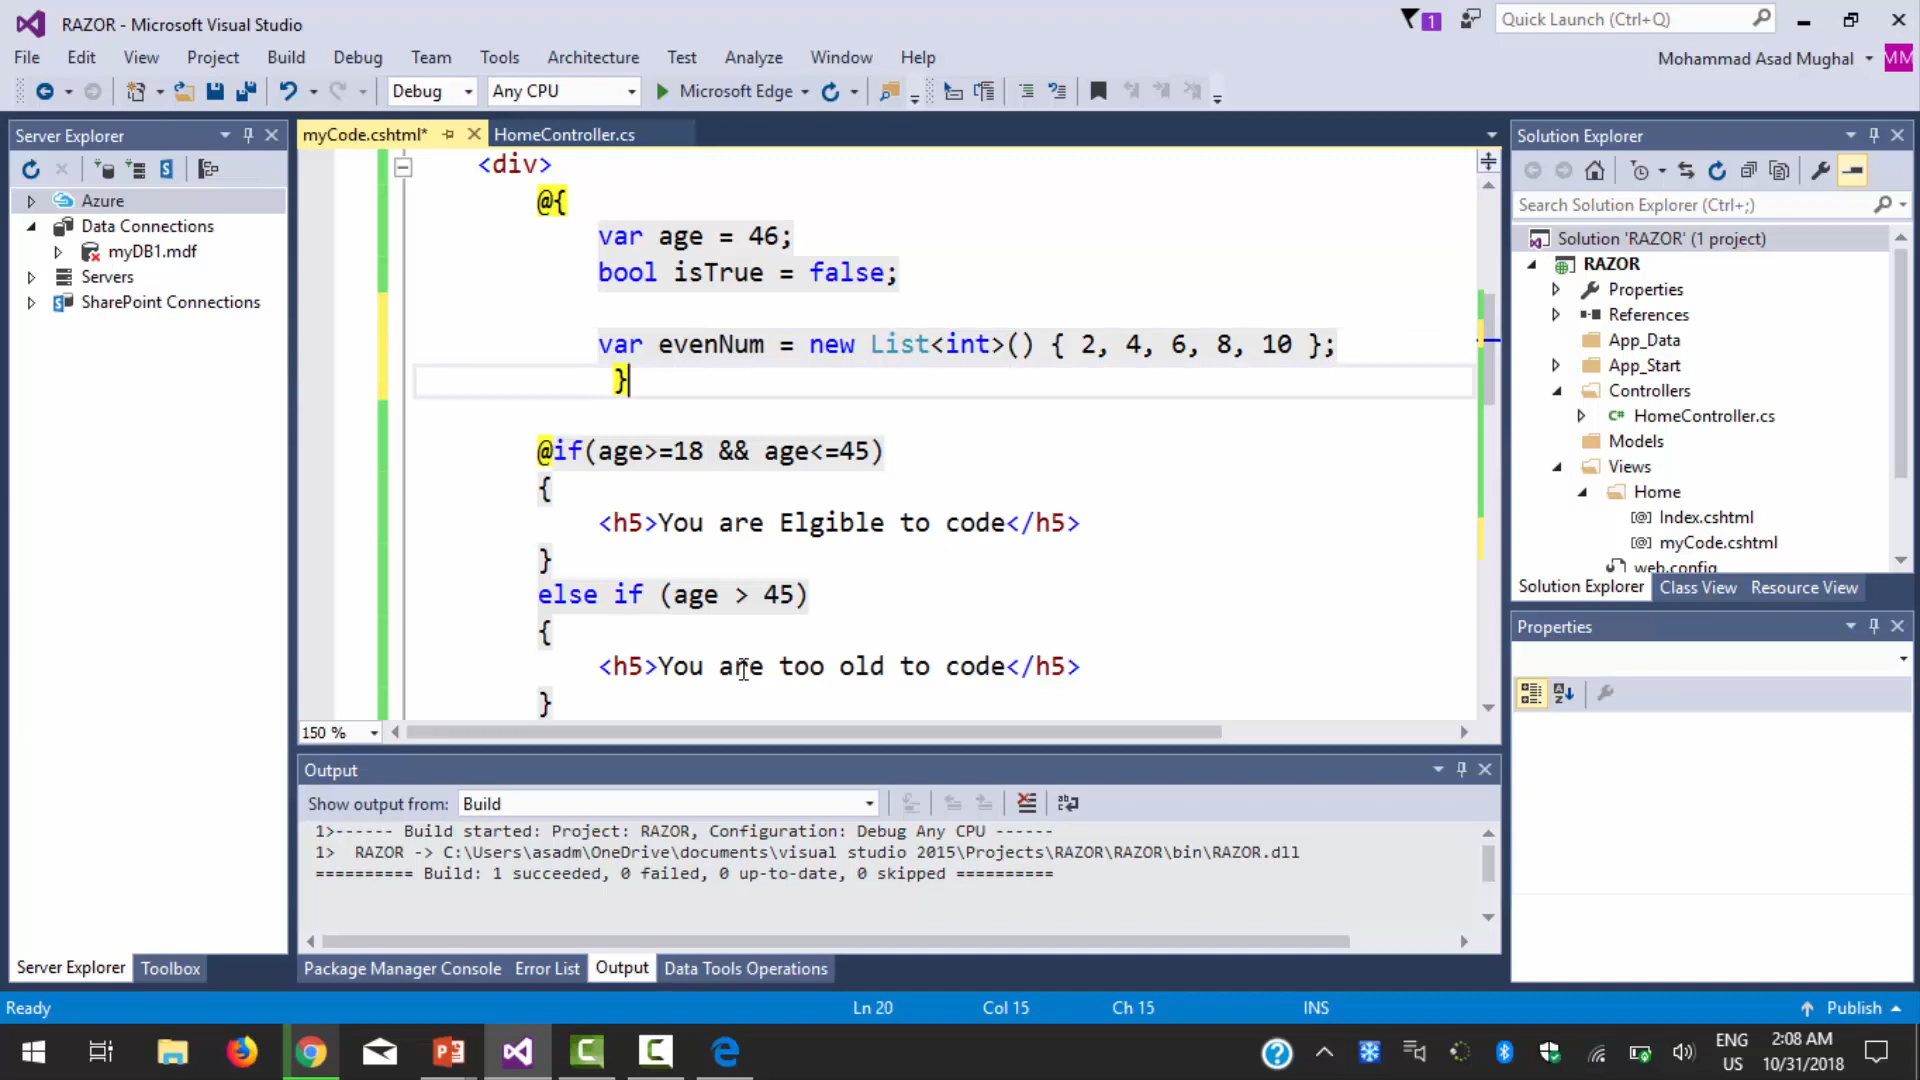 RAZOR - Microsoft Visual Studio
1
Quick Launch (Ctrl+Q)
File Edit View Project Build Debug Team Tools Architecture Test Analyze Window Help
Mohammad Asad Mughal MM
Debug Any CPU Microsoft Edge
Server Explorer
Azure
Data Connections
myDB1.mdf
Servers
SharePoint Connections
Server Explorer Toolbox
myCode.cshtml* HomeController.cs
<div>
@{
var age = 46;
bool isTrue = false;
var evenNum = new List<int>() { 2, 4, 6, 8, 10 };
}
@if(age>=18 && age<=45)
{
<h5>You are Elgible to code</h5>
}
else if (age > 45)
{
<h5>You are too old to code</h5>
}
150 %
Output
Show output from: Build
1>------ Build started: Project: RAZOR, Configuration: Debug Any CPU ------
1>  RAZOR -> C:\Users\asadm\OneDrive\documents\visual studio 2015\Projects\RAZOR\RAZOR\bin\RAZOR.dll
========== Build: 1 succeeded, 0 failed, 0 up-to-date, 0 skipped ==========
Package Manager Console Error List Output Data Tools Operations
Solution Explorer
Search Solution Explorer (Ctrl+;)
Solution 'RAZOR' (1 project)
RAZOR
Properties
References
App_Data
App_Start
Controllers
C# HomeController.cs
Models
Views
Home
[@] Index.cshtml
[@] myCode.cshtml
web.config
Solution Explorer Class View Resource View
Properties
Ready Ln 20 Col 15 Ch 15 INS Publish
ENG
US
2:08 AM
10/31/2018